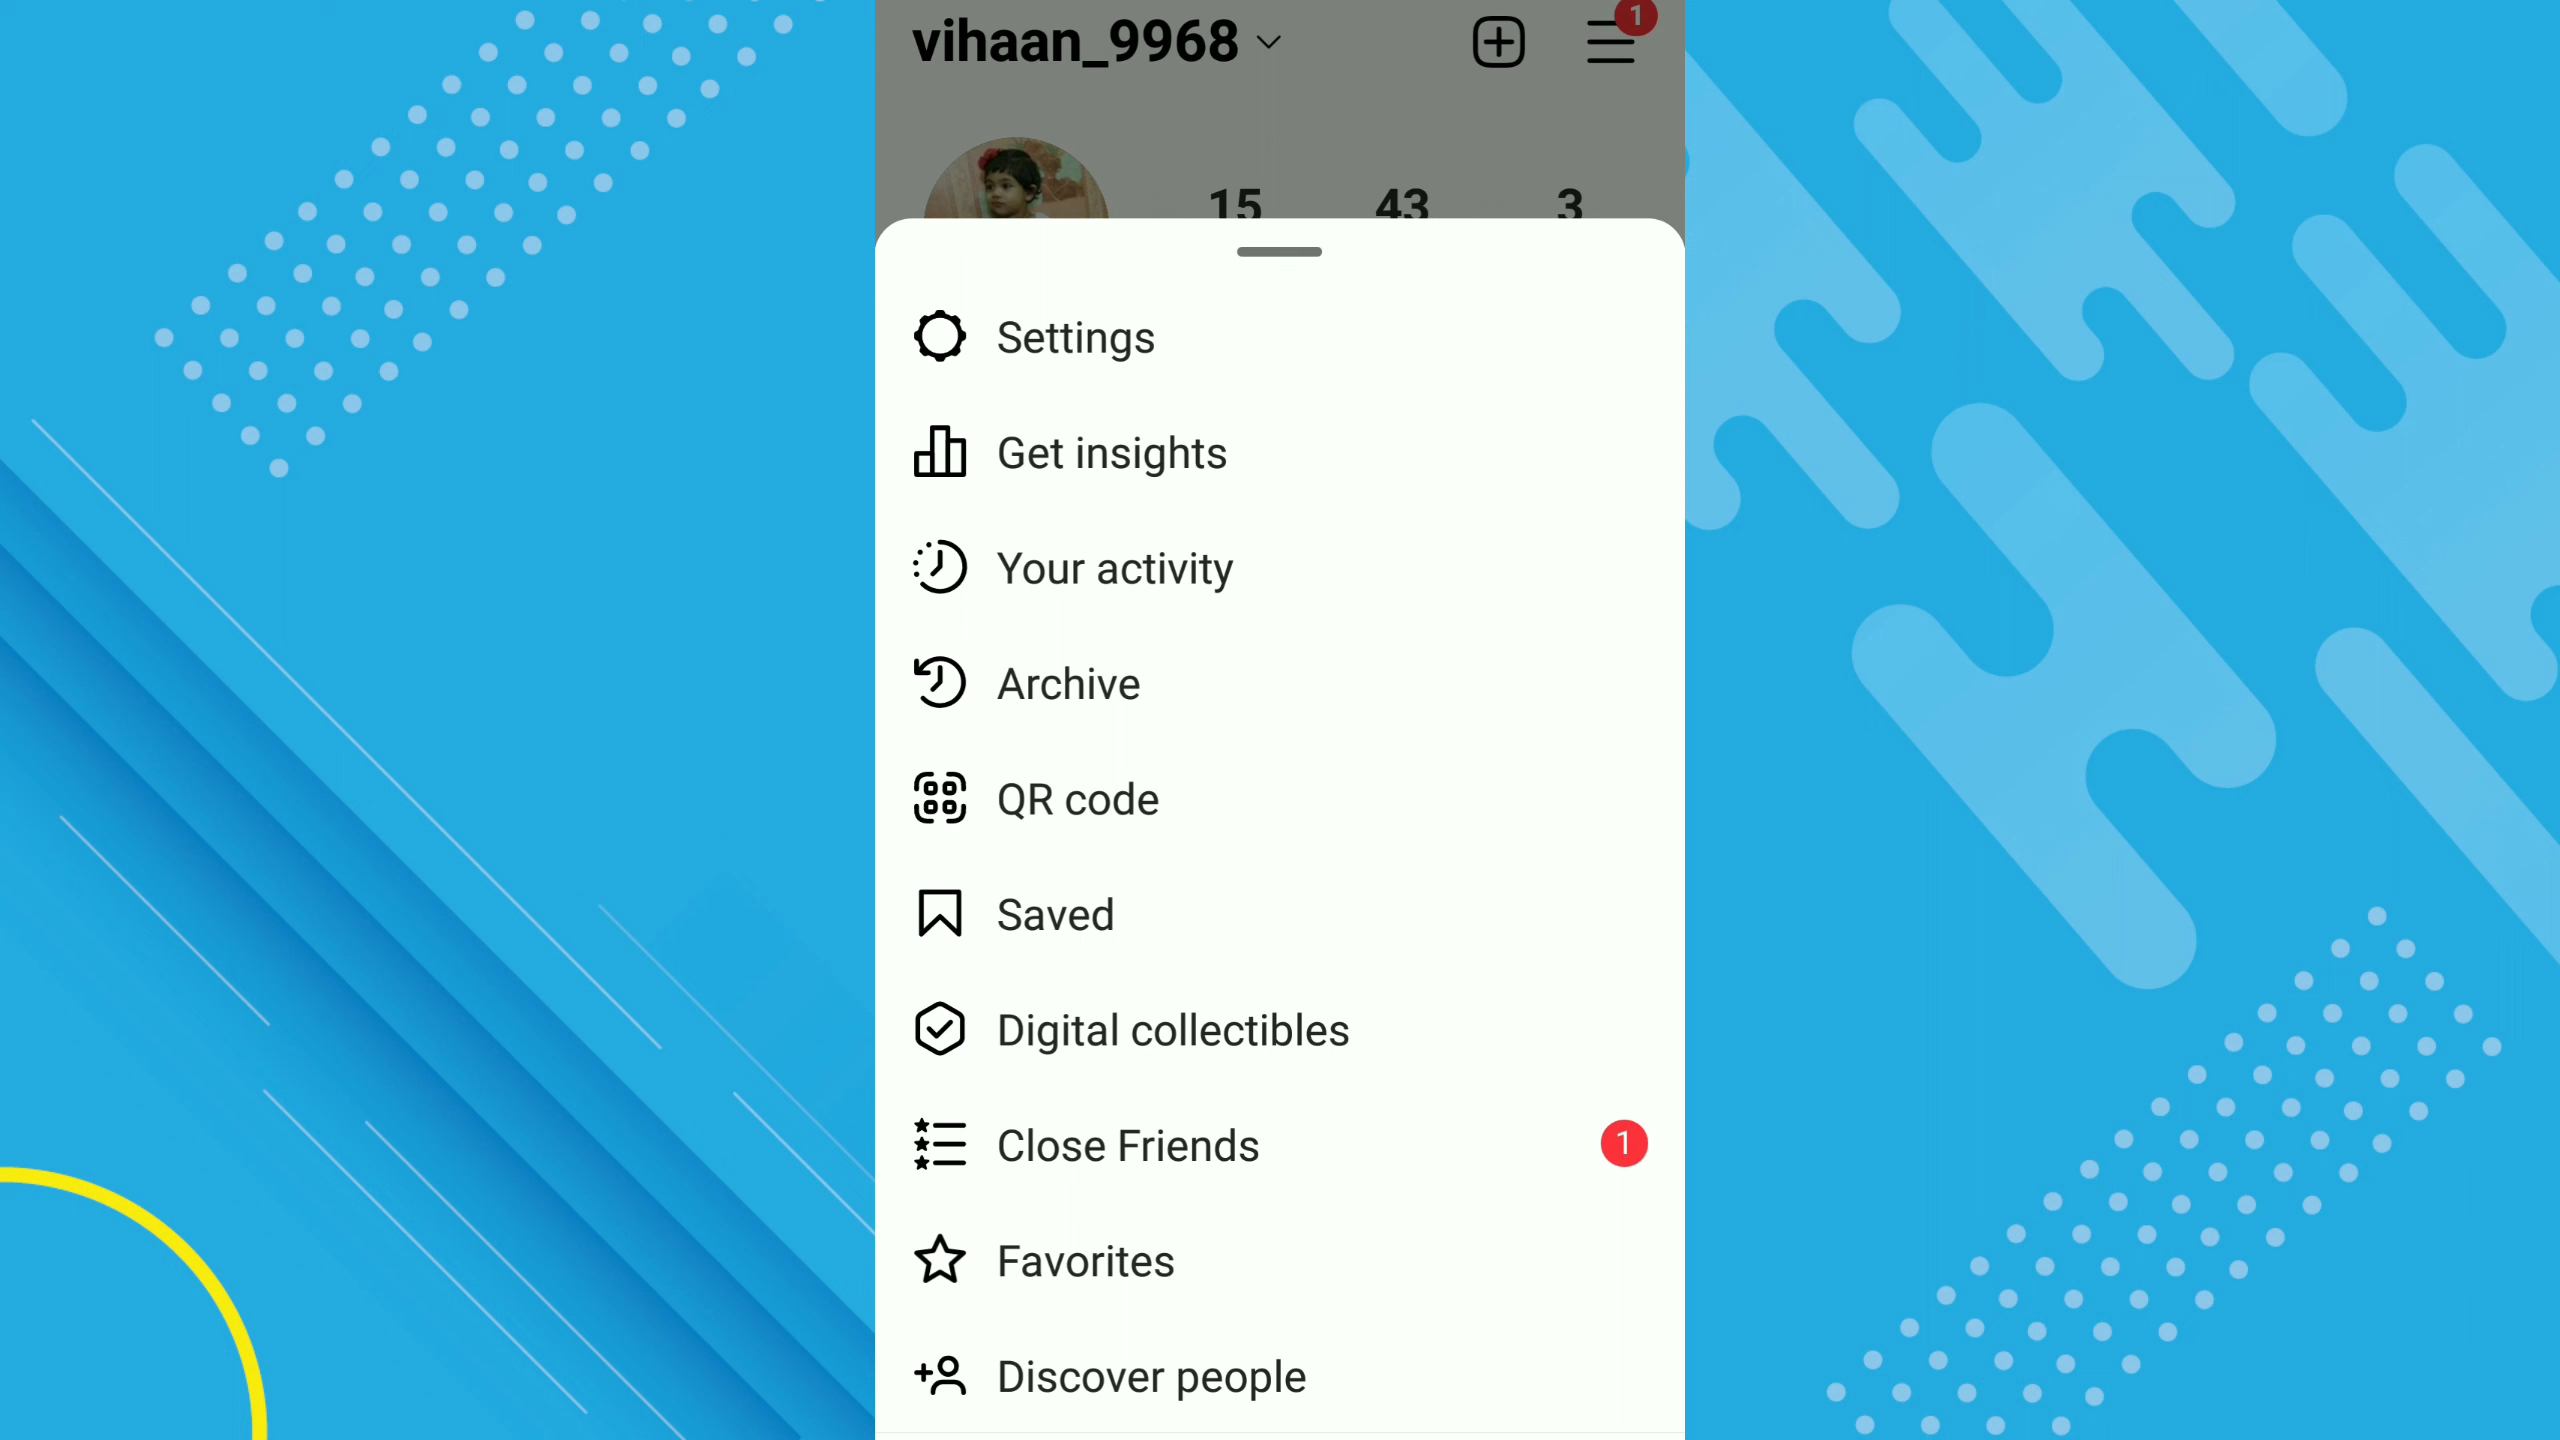 vihaan_9968
1
15 43 3
Settings
Get insights
Your activity
Archive
QR code
Saved
Digital collectibles
Close Friends 1
Favorites
Discover people